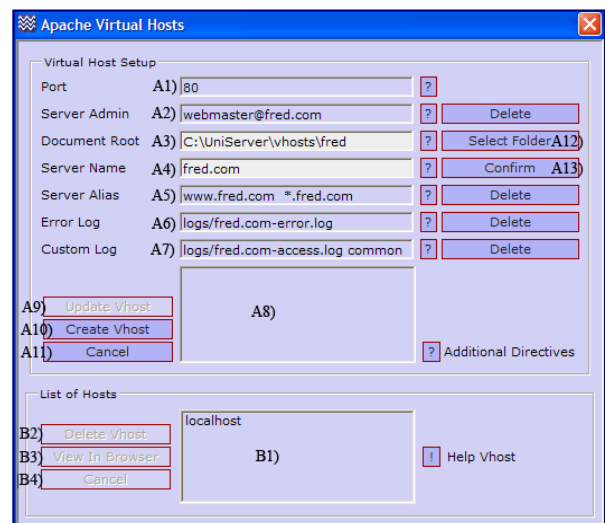 Apache Virtual Hosts
Virtual Host Setup
Port A1) 80 ?
Server Admin A2) webmaster@fred.com ? Delete
Document Root A3) C:\UniServer\vhosts\fred ? Select Folder A12)
Server Name A4) fred.com ? Confirm A13)
Server Alias A5) www.fred.com *.fred.com ? Delete
Error Log A6) logs/fred.com-error.log ? Delete
Custom Log A7) logs/fred.com-access.log common ? Delete
A9) Update Vhost
A8)
A10) Create Vhost
A11) Cancel ? Additional Directives
List of Hosts
localhost
B2) Delete Vhost
B3) View In Browser B1) ! Help Vhost
B4) Cancel